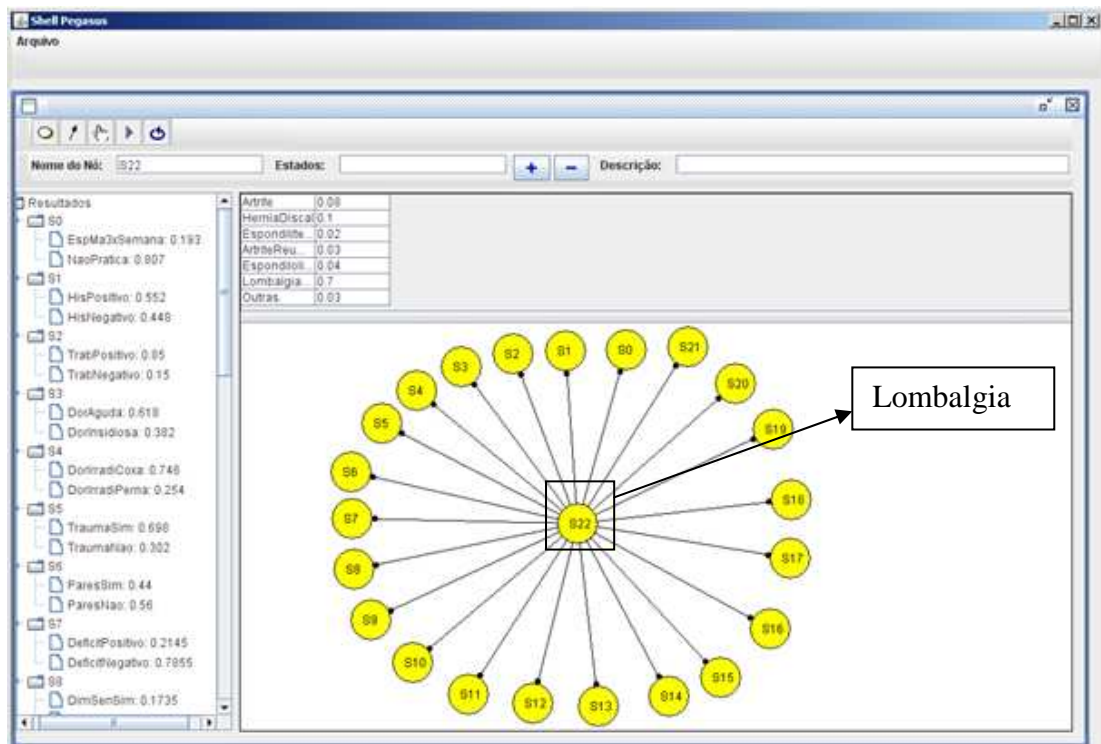 Shell Pegasus
Arquivo
Nome do Nó: S22 Estados: + - Descrição:
Resultados
S0
EspMa3xSemana: 0.193
NaoPratica: 0.807
S1
HisPositivo: 0.552
HisNegativo: 0.448
S2
TrabPositivo: 0.85
TrabNegativo: 0.15
S3
DorAguda: 0.618
DorInsidiosa: 0.382
S4
DorIrradiCoxa: 0.746
DorIrradiPerna: 0.254
S5
TraumaSim: 0.698
TraumaNao: 0.302
S6
ParesSim: 0.44
ParesNao: 0.56
S7
DeficitPositivo: 0.2145
DeficitNegativo: 0.7855
S8
DimSenSim: 0.1735
Artrite 0.08
HerniaDiscal 0.1
Espondilite... 0.02
ArtriteReu... 0.03
Espondiloli... 0.04
Lombalgia... 0.7
Outras 0.03
S22
S0
S1
S2
S3
S4
S5
S6
S7
S8
S9
S10
S11
S12
S13
S14
S15
S16
S17
S18
S19
S20
S21
Lombalgia